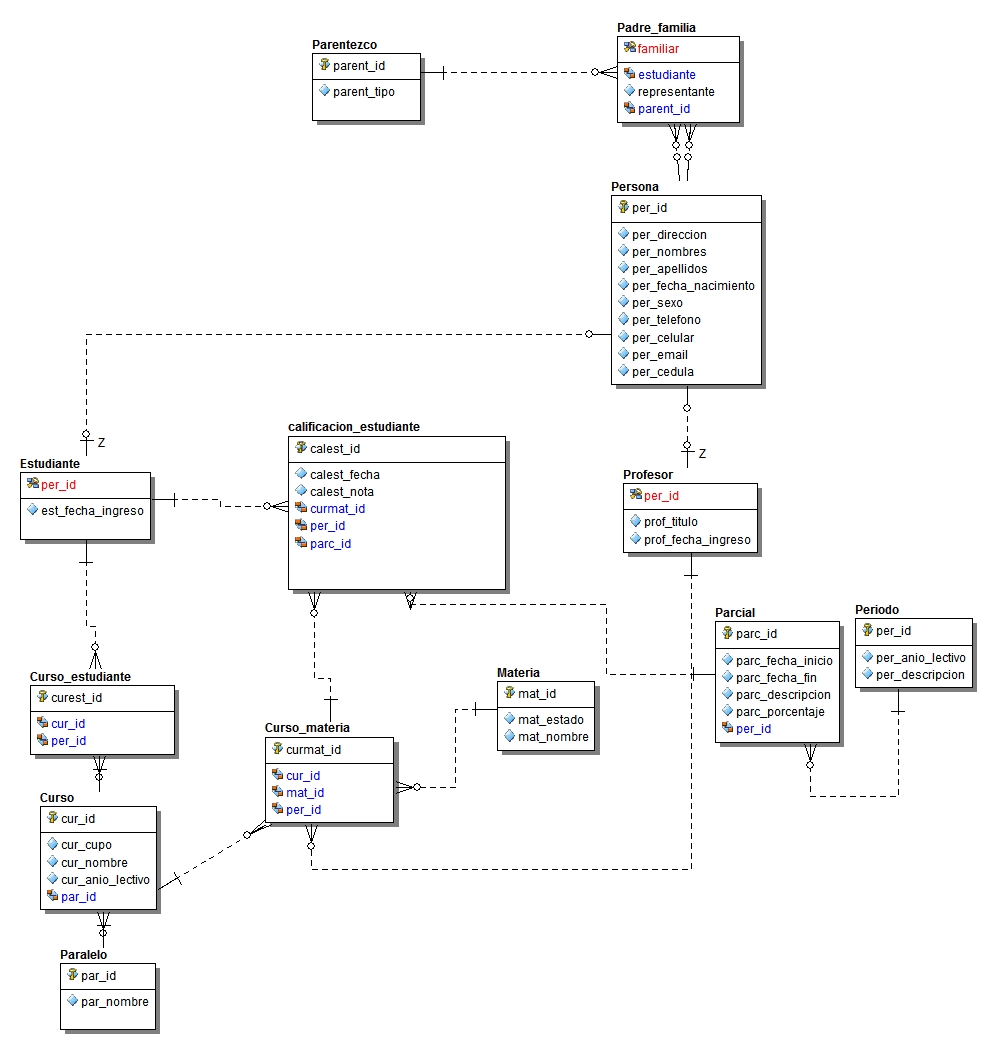 Parentezco
parent_id
parent_tipo
Padre_familia
familiar
estudiante
representante
parent_id
Persona
per_id
per_direccion
per_nombres
per_apellidos
per_fecha_nacimiento
per_sexo
per_telefono
per_celular
per_email
per_cedula
Z
Z
Estudiante
per_id
est_fecha_ingreso
calificacion_estudiante
calest_id
calest_fecha
calest_nota
curmat_id
per_id
parc_id
Profesor
per_id
prof_titulo
prof_fecha_ingreso
Parcial
parc_id
parc_fecha_inicio
parc_fecha_fin
parc_descripcion
parc_porcentaje
per_id
Periodo
per_id
per_anio_lectivo
per_descripcion
Curso_estudiante
curest_id
cur_id
per_id
Materia
mat_id
mat_estado
mat_nombre
Curso_materia
curmat_id
cur_id
mat_id
per_id
Curso
cur_id
cur_cupo
cur_nombre
cur_anio_lectivo
par_id
Paralelo
par_id
par_nombre